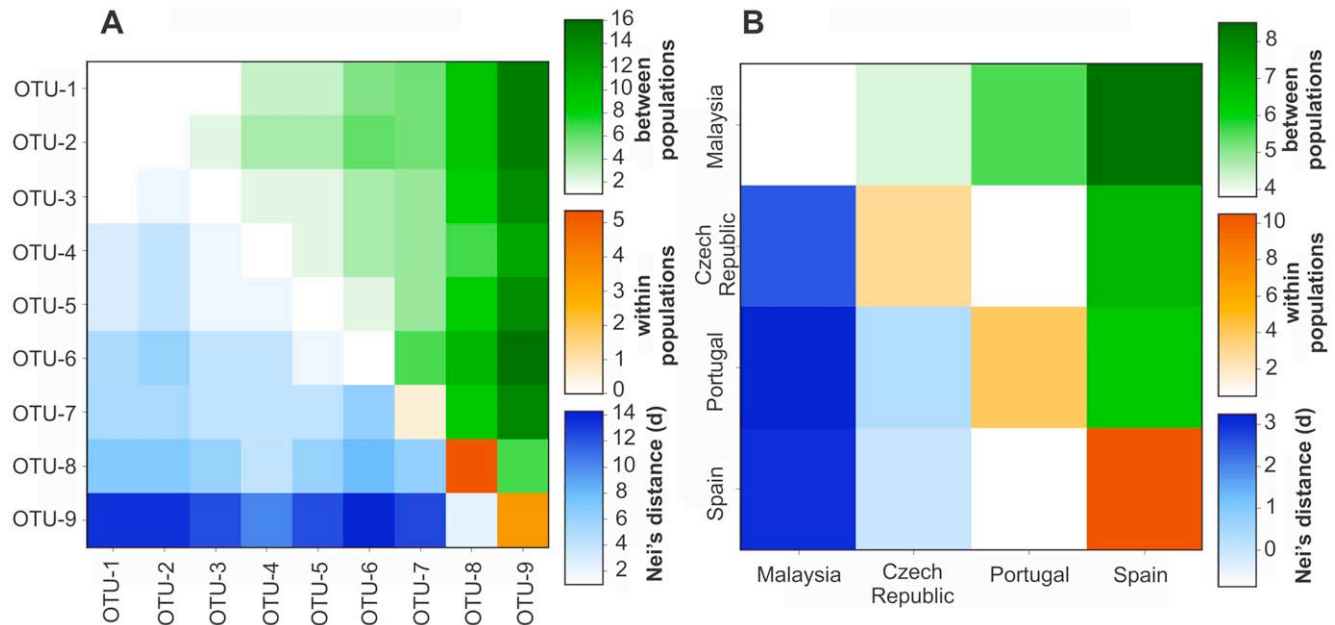 A
OTU-1
OTU-2
OTU-3
OTU-4
OTU-5
OTU-6
OTU-7
OTU-8
OTU-9
OTU-1
OTU-2
OTU-3
OTU-4
OTU-5
OTU-6
OTU-7
OTU-8
OTU-9
16
14
12
10
8
6
4
2
between
populations
5
4
3
2
1
0
within
populations
14
12
10
8
6
4
2
Nei's distance (d)
B
Malaysia
Czech
Republic
Portugal
Spain
Malaysia
Czech
Republic
Portugal
Spain
8
7
6
5
4
between
populations
10
8
6
4
2
within
populations
3
2
1
0
Nei's distance (d)